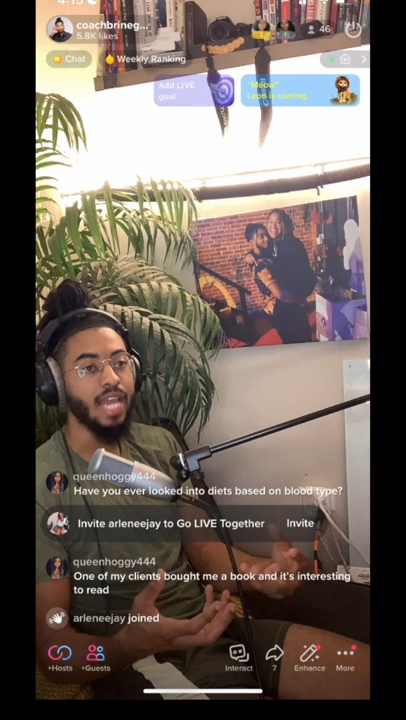 4:15
coachbrineg...
5.8K likes
46
Chat
Weekly Ranking
Add LIVE
goal
"Meow"
Leon is coming
queenhoggy444
Have you ever looked into diets based on blood type?
Invite arleneejay to Go LIVE Together
Invite
queenhoggy444
One of my clients bought me a book and it's interesting
to read
arleneejay joined
+Hosts
+Guests
Interact
7
Enhance
More